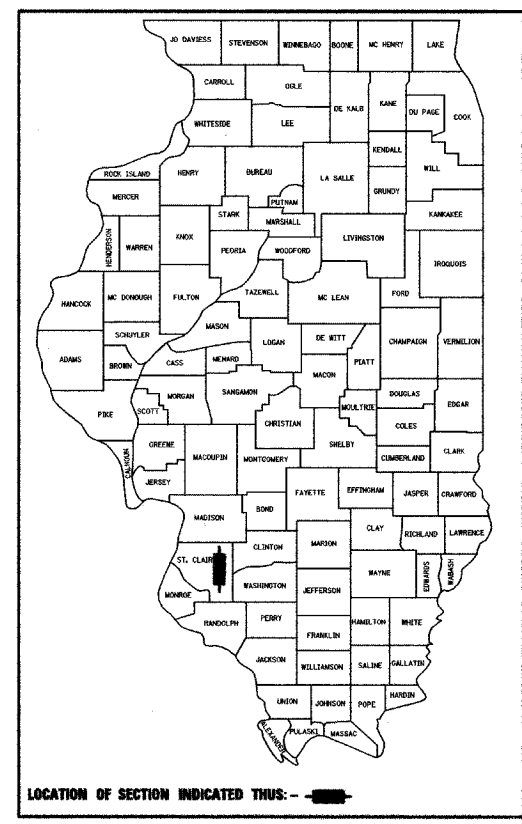 JO DAVIESS STEVENSON WINNEBAGO BOONE MC HENRY LAKE
CARROLL OGLE DE KALB KANE DU PAGE COOK
WHITESIDE LEE
KENDALL WILL
ROCK ISLAND HENRY BUREAU LA SALLE GRUNDY
MERCER PUTNAM
STARK MARSHALL KANKAKEE
HENDERSON WARREN KNOX PEORIA WOODFORD LIVINGSTON IROQUOIS
HANCOCK MC DONOUGH FULTON TAZEWELL MC LEAN FORD
MASON
SCHUYLER LOGAN DE WITT CHAMPAIGN VERMILION
ADAMS BROWN CASS MENARD PIATT
MACON
MORGAN SANGAMON DOUGLAS EDGAR
PIKE SCOTT CHRISTIAN MOULTRIE COLES
SHELBY
GREENE MACOUPIN MONTGOMERY CUMBERLAND CLARK
CALHOUN JERSEY FAYETTE EFFINGHAM JASPER CRAWFORD
MADISON BOND
CLAY RICHLAND LAWRENCE
ST. CLAIR CLINTON MARION
WAYNE EDWARDS WABASH
MONROE WASHINGTON JEFFERSON
RANDOLPH PERRY HAMILTON WHITE
FRANKLIN
JACKSON WILLIAMSON SALINE GALLATIN
HARDIN
UNION JOHNSON POPE
ALEXANDER PULASKI MASSAC
LOCATION OF SECTION INDICATED THUS:-